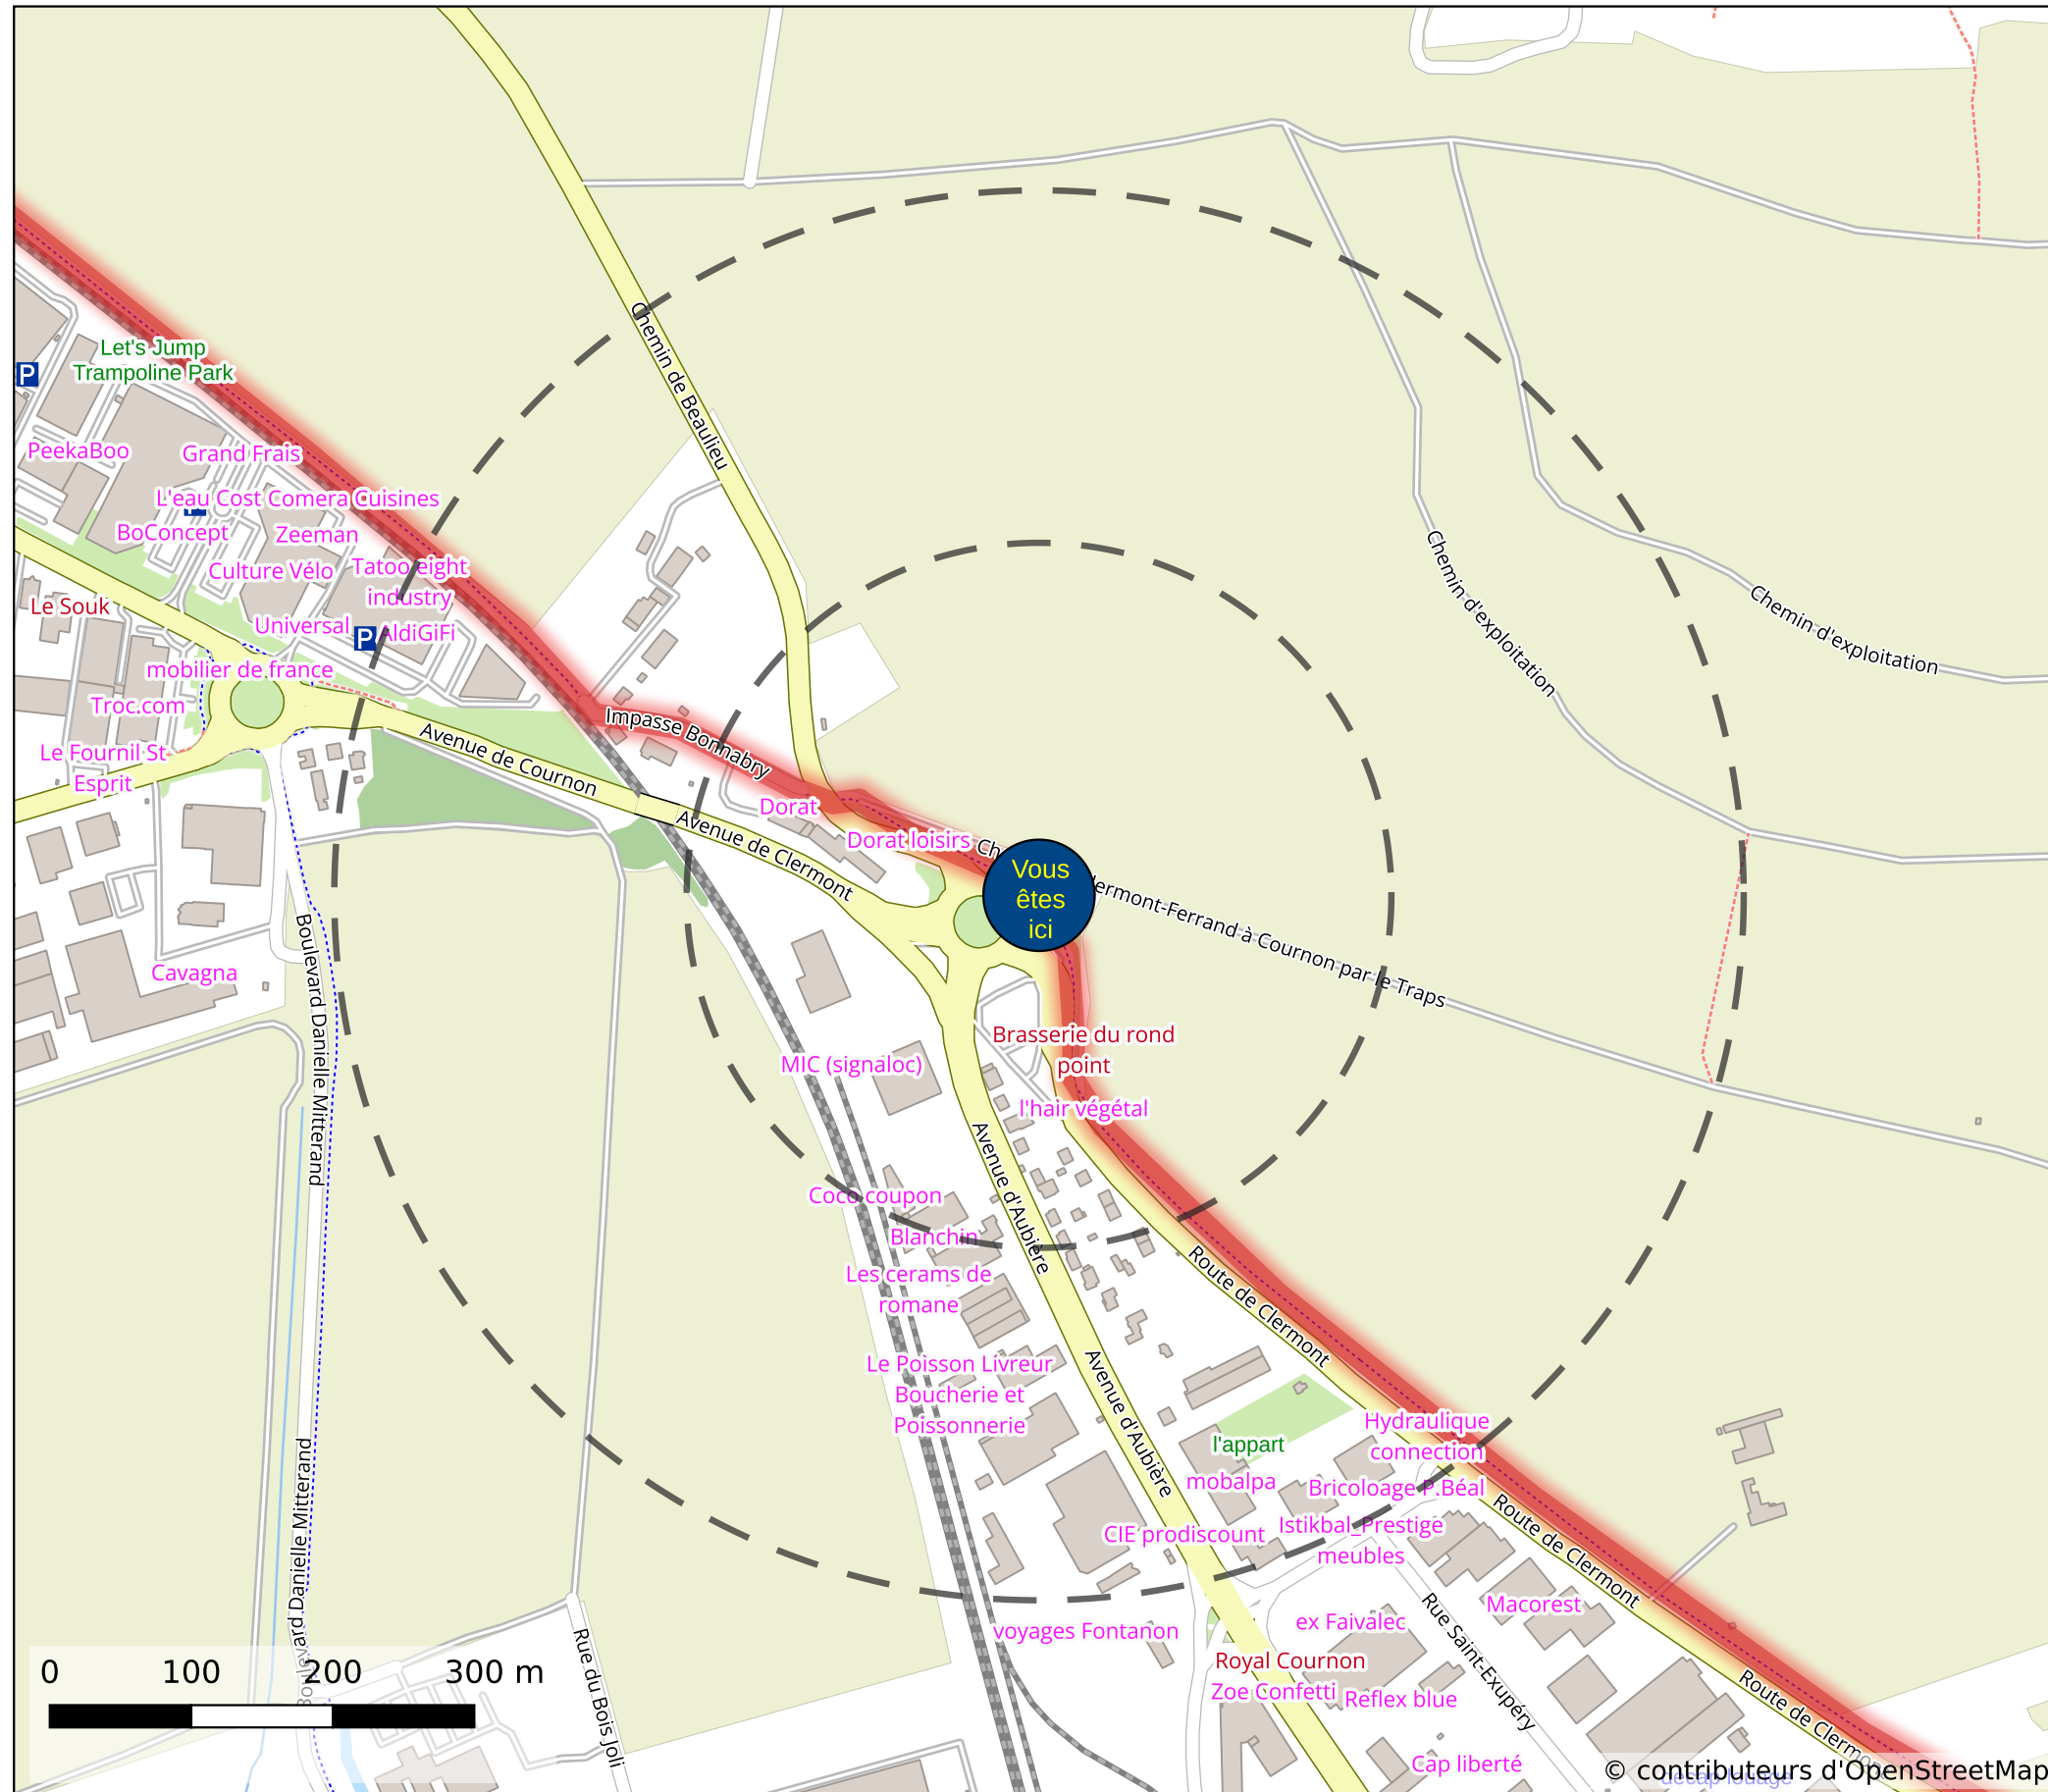 Chemin de Beaulieu
Let's Jump
Trampoline Park
P
PeekaBoo
Grand Frais
L'eau Cost
Comera Cuisines
BoConcept
Zeeman
Culture Vélo
Tatoo eight
industry
Le Souk
Universal
P
AldiGiFi
mobilier de france
Troc.com
Le Fournil St
Esprit
Avenue de Cournon
Impasse Bonnabry
Dorat
Avenue de Clermont
Dorat loisirs
Vous
êtes
ici
lermont-Ferrand à Cournon par le Traps
Chemin d'exploitation
Chemin d'exploitation
Cavagna
Boulevard Danielle Mitterand
Brasserie du rond
point
MIC (signaloc)
l'hair végétal
Avenue d'Aubière
Coco coupon
Blanchin
Les cerams de
romane
Route de Clermont
Le Poisson Livreur
Boucherie et
Poissonnerie
Avenue d'Aubière
Hydraulique
connection
l'appart
mobalpa
Bricoloage P.Béal
CIE prodiscount
Istikbal_Prestige
meubles
Route de Clermont
Boulevard Danielle Mitterand
Macorest
voyages Fontanon
ex Faivalec
Rue Saint-Exupéry
Rue du Bois Joli
Royal Cournon
Zoe Confetti
Reflex blue
Route de Clermont
Cap liberté
0 100 200 300 m
© contributeurs d'OpenStreetMap